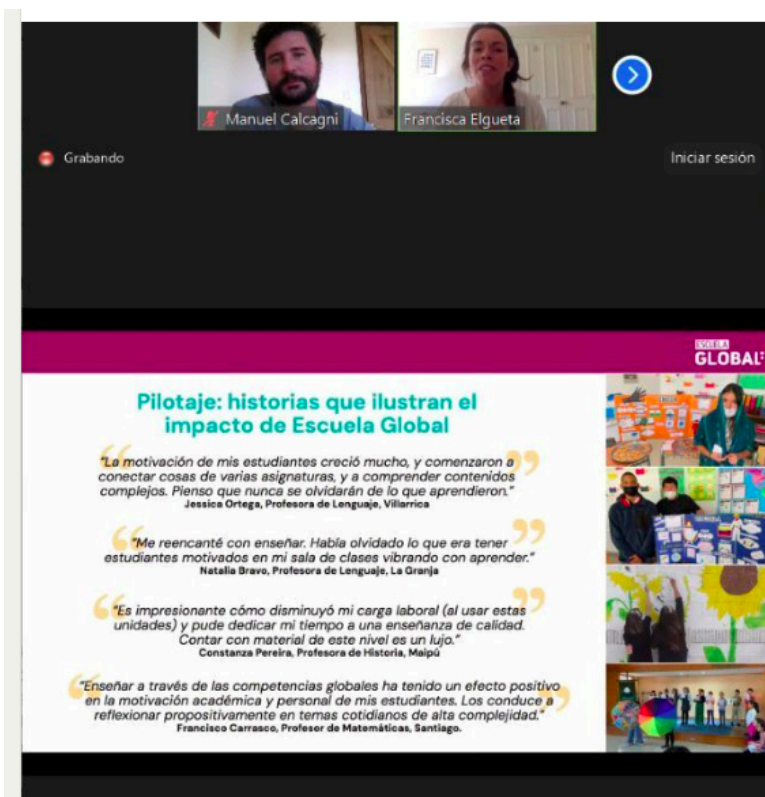 Manuel Calcagni
Francisca Elgueta
Grabando
Iniciar sesión
ESCUELA
GLOBAL:
Pilotaje: historias que ilustran el
impacto de Escuela Global
"La motivación de mis estudiantes creció mucho, y comenzaron a
conectar cosas de varias asignaturas, y a comprender contenidos
complejos. Pienso que nunca se olvidarán de lo que aprendieron."
Jessica Ortega, Profesora de Lenguaje, Villarrica
"Me reencanté con enseñar. Había olvidado lo que era tener
estudiantes motivados en mi sala de clases vibrando con aprender."
Natalia Bravo, Profesora de Lenguaje, La Granja
"Es impresionante cómo disminuyó mi carga laboral (al usar estas
unidades) y pude dedicar mi tiempo a una enseñanza de calidad.
Contar con material de este nivel es un lujo."
Constanza Pereira, Profesora de Historia, Maipú
"Enseñar a través de las competencias globales ha tenido un efecto positivo
en la motivación académica y personal de mis estudiantes. Los conduce a
reflexionar propositivamente en temas cotidianos de alta complejidad."
Francisco Carrasco, Profesor de Matemáticas, Santiago.